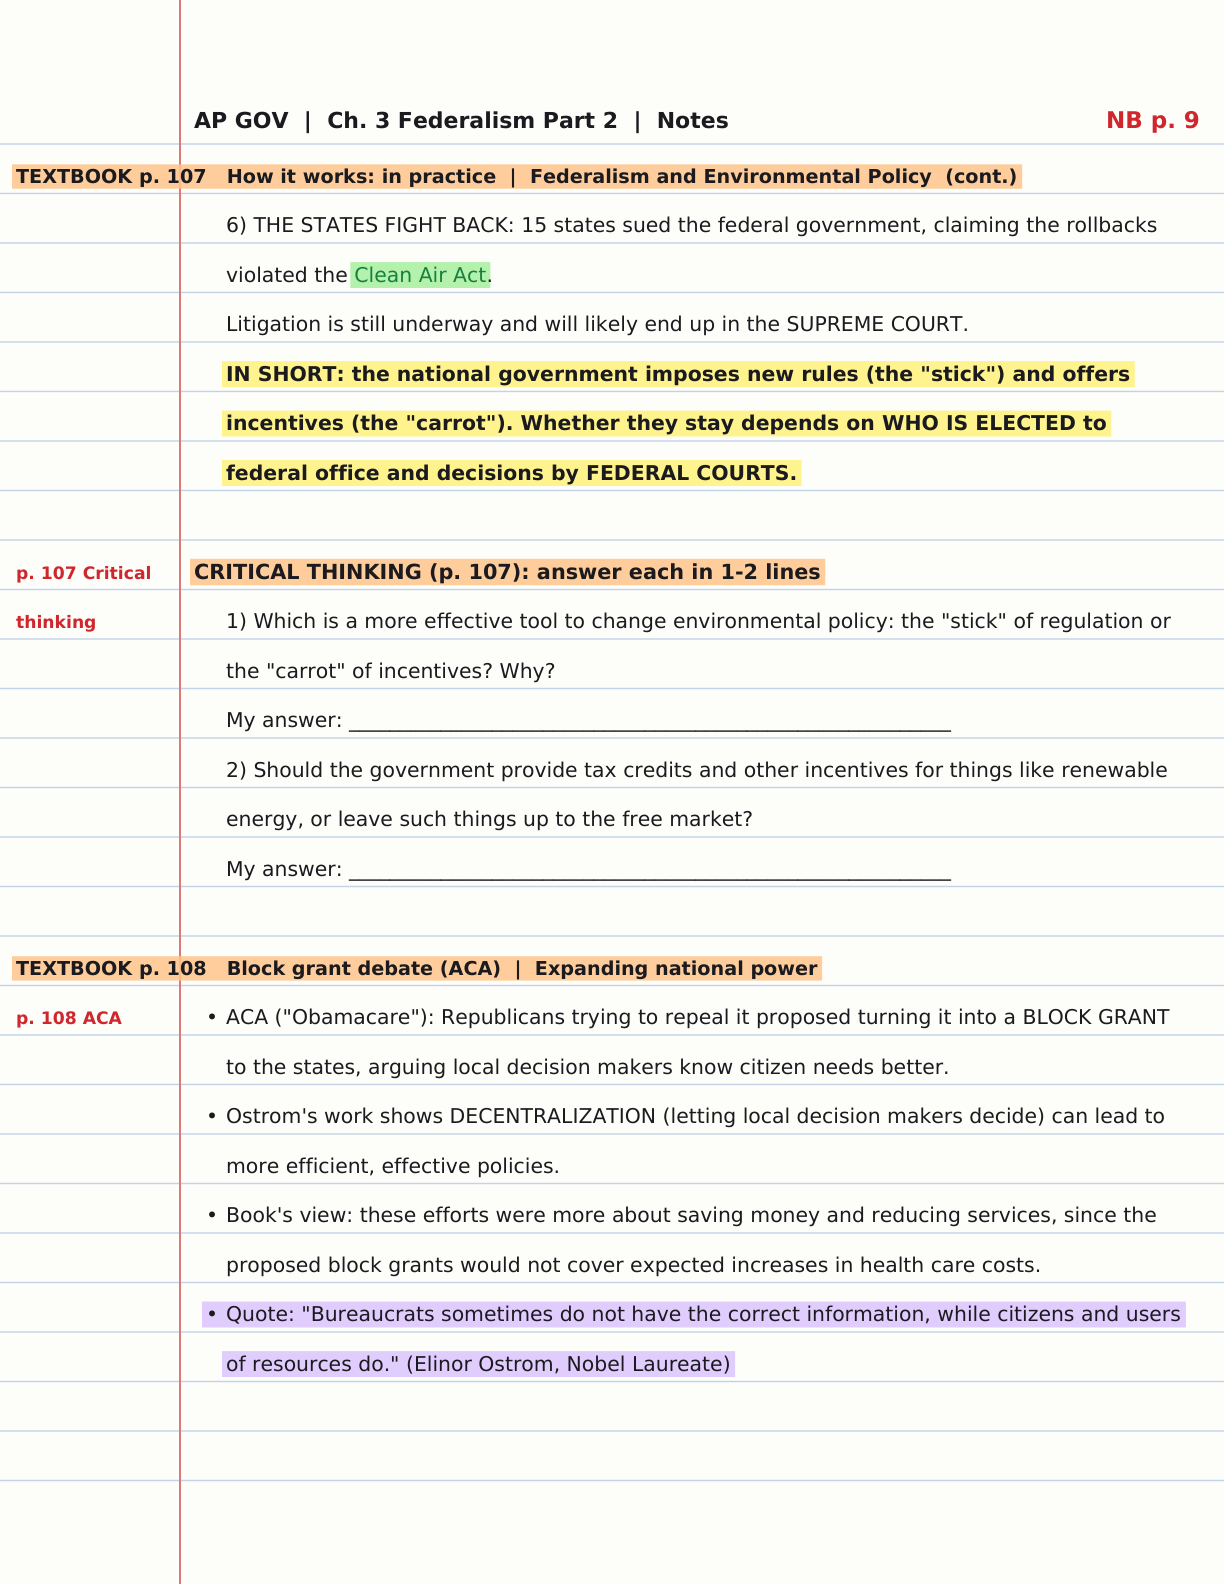 AP GOV | Ch. 3 Federalism Part 2 | Notes NB p. 9
TEXTBOOK p. 107 How it works: in practice | Federalism and Environmental Policy (cont.)
6) THE STATES FIGHT BACK: 15 states sued the federal government, claiming the rollbacks
violated the Clean Air Act.
Litigation is still underway and will likely end up in the SUPREME COURT.
IN SHORT: the national government imposes new rules (the "stick") and offers
incentives (the "carrot"). Whether they stay depends on WHO IS ELECTED to
federal office and decisions by FEDERAL COURTS.
p. 107 Critical CRITICAL THINKING (p. 107): answer each in 1-2 lines
thinking 1) Which is a more effective tool to change environmental policy: the "stick" of regulation or
the "carrot" of incentives? Why?
My answer: ____________________________________________________________
2) Should the government provide tax credits and other incentives for things like renewable
energy, or leave such things up to the free market?
My answer: ____________________________________________________________
TEXTBOOK p. 108 Block grant debate (ACA) | Expanding national power
p. 108 ACA • ACA ("Obamacare"): Republicans trying to repeal it proposed turning it into a BLOCK GRANT
to the states, arguing local decision makers know citizen needs better.
• Ostrom's work shows DECENTRALIZATION (letting local decision makers decide) can lead to
more efficient, effective policies.
• Book's view: these efforts were more about saving money and reducing services, since the
proposed block grants would not cover expected increases in health care costs.
• Quote: "Bureaucrats sometimes do not have the correct information, while citizens and users
of resources do." (Elinor Ostrom, Nobel Laureate)